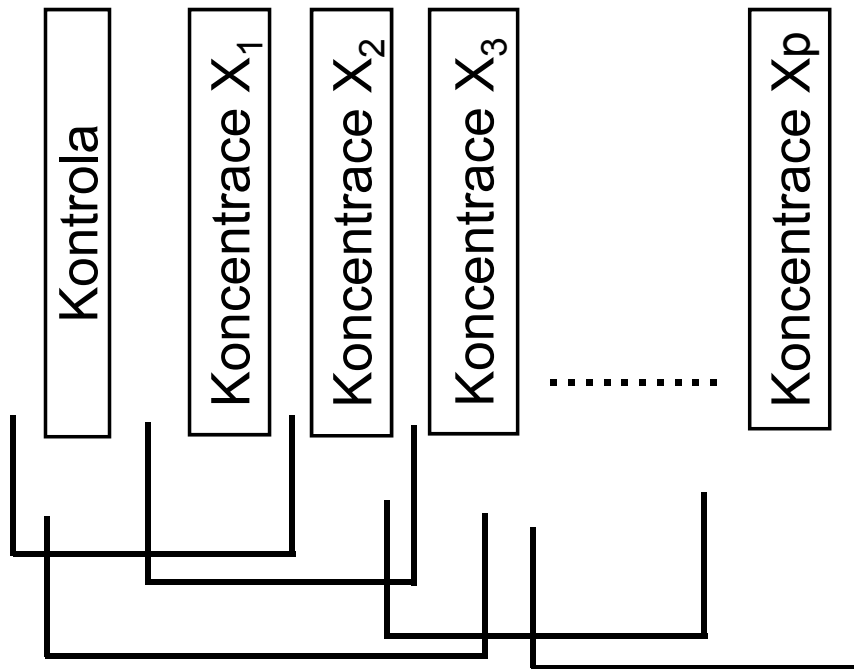 Kontrola
Koncentrace X₁
Koncentrace X₂
Koncentrace X₃
..........
Koncentrace Xp